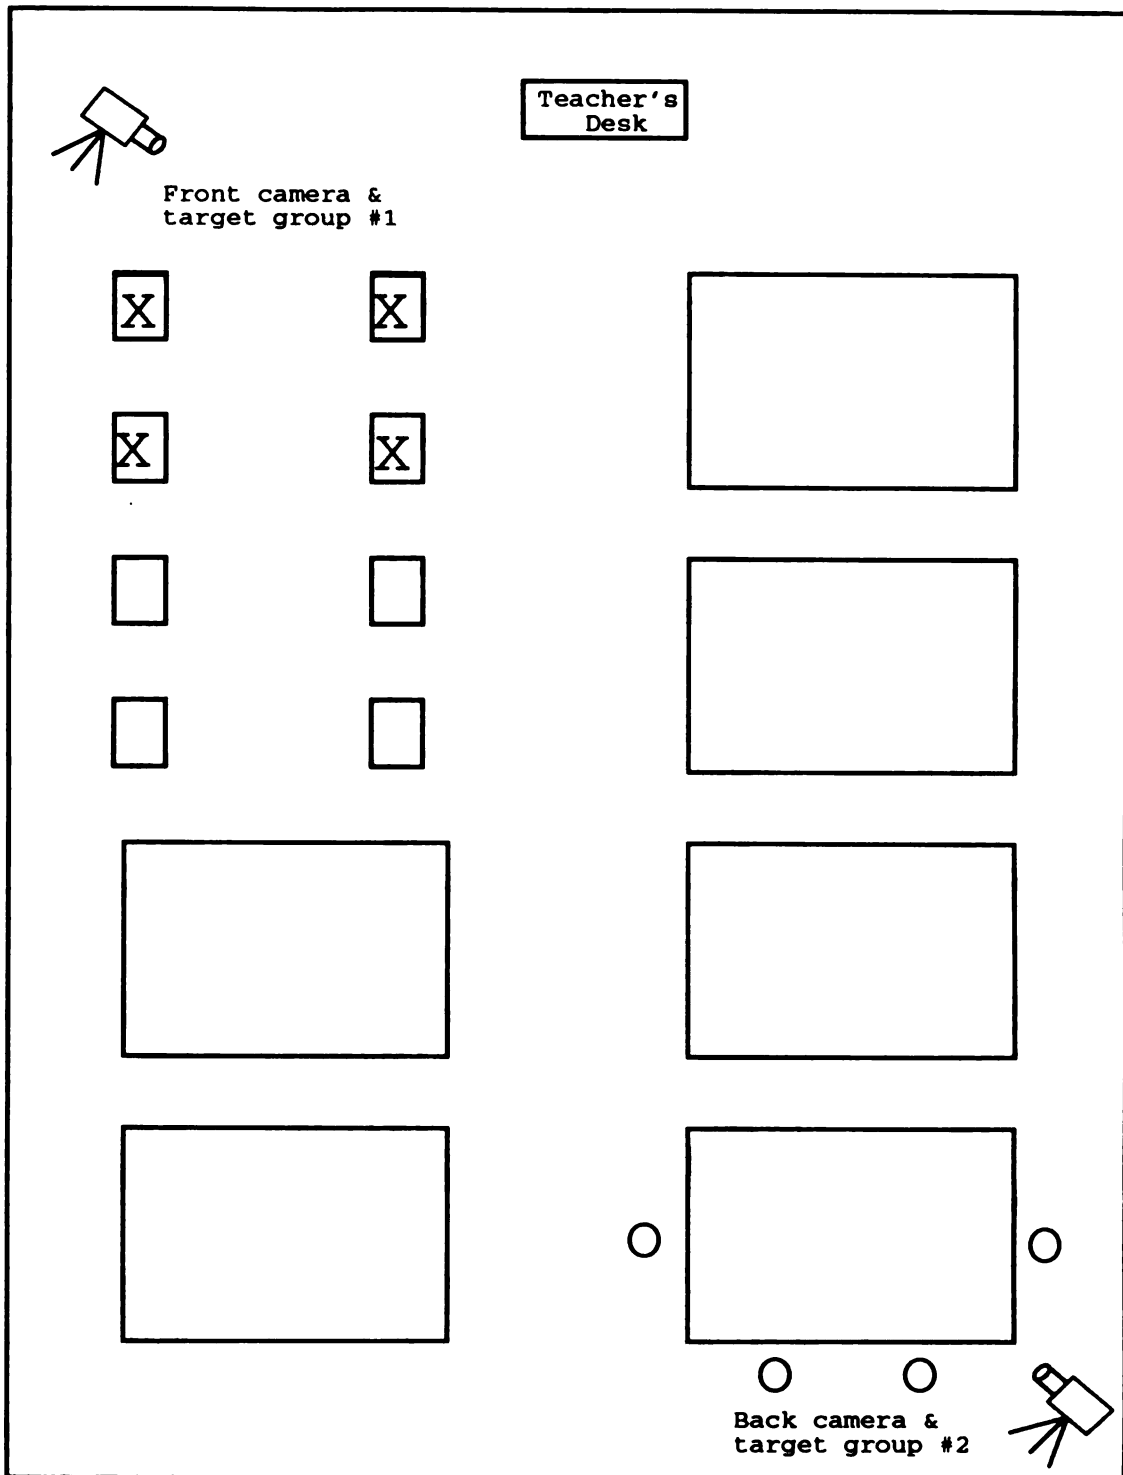 Teacher's
Desk
Front camera &
target group #1
X X
X X
Back camera &
target group #2